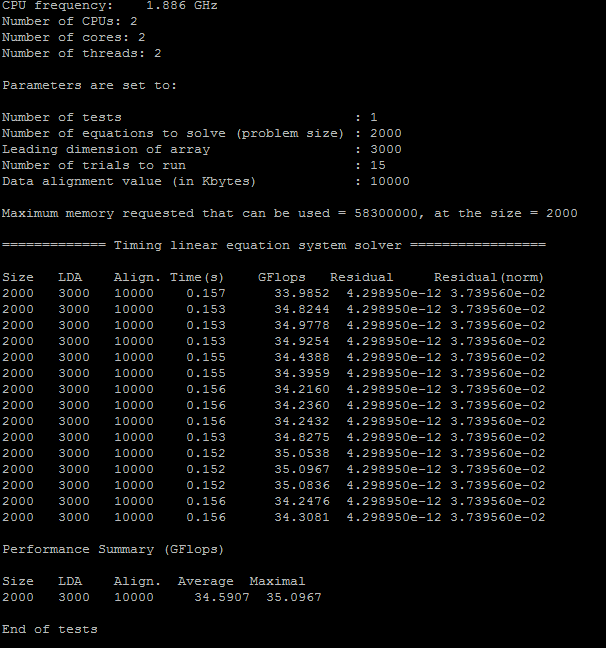 CPU frequency:    1.886 GHz
Number of CPUs: 2
Number of cores: 2
Number of threads: 2
Parameters are set to:
Number of tests                             : 1
Number of equations to solve (problem size) : 2000
Leading dimension of array                  : 3000
Number of trials to run                     : 15
Data alignment value (in Kbytes)            : 10000
Maximum memory requested that can be used = 58300000, at the size = 2000
============= Timing linear equation system solver =================
Size   LDA    Align. Time(s)    GFlops   Residual     Residual(norm)
2000   3000   10000    0.157      33.9852  4.298950e-12 3.739560e-02
2000   3000   10000    0.153      34.8244  4.298950e-12 3.739560e-02
2000   3000   10000    0.153      34.9778  4.298950e-12 3.739560e-02
2000   3000   10000    0.153      34.9254  4.298950e-12 3.739560e-02
2000   3000   10000    0.155      34.4388  4.298950e-12 3.739560e-02
2000   3000   10000    0.155      34.3959  4.298950e-12 3.739560e-02
2000   3000   10000    0.156      34.2160  4.298950e-12 3.739560e-02
2000   3000   10000    0.156      34.2360  4.298950e-12 3.739560e-02
2000   3000   10000    0.156      34.2432  4.298950e-12 3.739560e-02
2000   3000   10000    0.153      34.8275  4.298950e-12 3.739560e-02
2000   3000   10000    0.152      35.0538  4.298950e-12 3.739560e-02
2000   3000   10000    0.152      35.0967  4.298950e-12 3.739560e-02
2000   3000   10000    0.152      35.0836  4.298950e-12 3.739560e-02
2000   3000   10000    0.156      34.2476  4.298950e-12 3.739560e-02
2000   3000   10000    0.156      34.3081  4.298950e-12 3.739560e-02
Performance Summary (GFlops)
Size   LDA    Align.  Average  Maximal
2000   3000   10000     34.5907  35.0967
End of tests